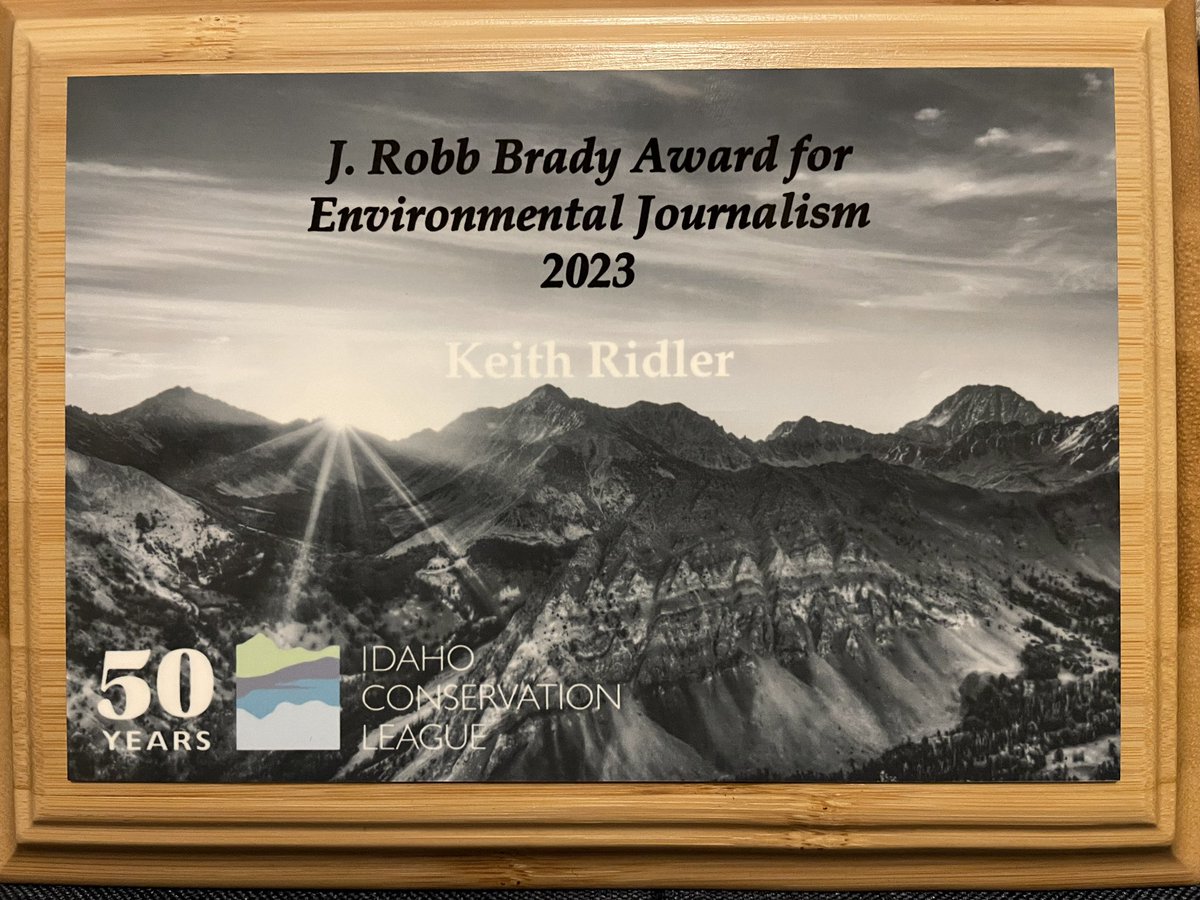 J. Robb Brady Award for
Environmental Journalism
2023
Keith Ridler
50
YEARS
IDAHO
CONSERVATION
LEAGUE